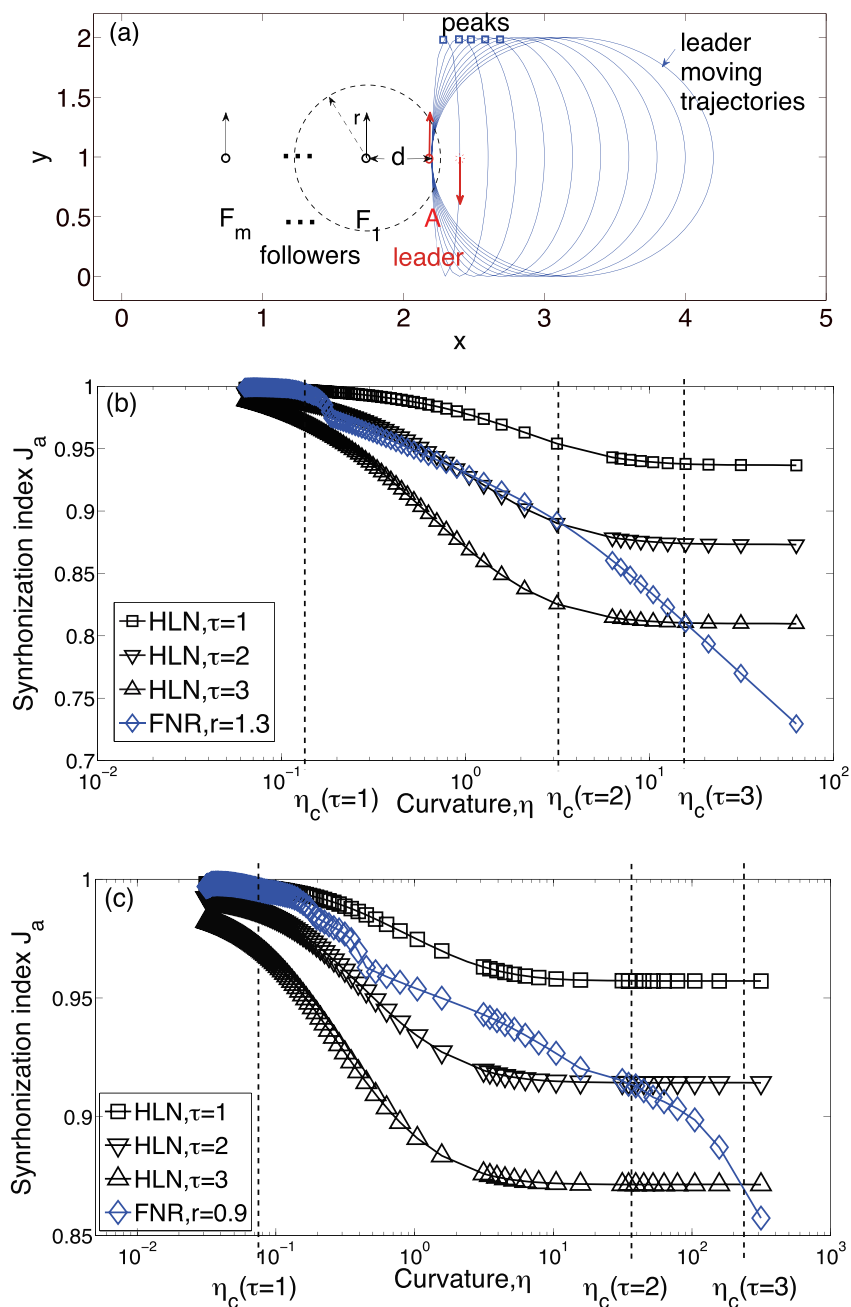 (a)
peaks
leader
moving
trajectories
r
d
F_m
F_1
A
followers
leader
y
2
1.5
1
0.5
0
0 1 2 3 4 5
x
(b)
Synrhonization index J_a
1
0.95
0.9
0.85
0.8
0.75
0.7
HLN,τ=1
HLN,τ=2
HLN,τ=3
FNR,r=1.3
10^-2 10^-1 10^0 10^1 10^2
η_c(τ=1) Curvature,η η_c(τ=2) η_c(τ=3)
(c)
Synrhonization index J_a
1
0.95
0.9
0.85
HLN,τ=1
HLN,τ=2
HLN,τ=3
FNR,r=0.9
10^-2 10^-1 10^0 10^1 10^2 10^3
η_c(τ=1) Curvature,η η_c(τ=2) η_c(τ=3)